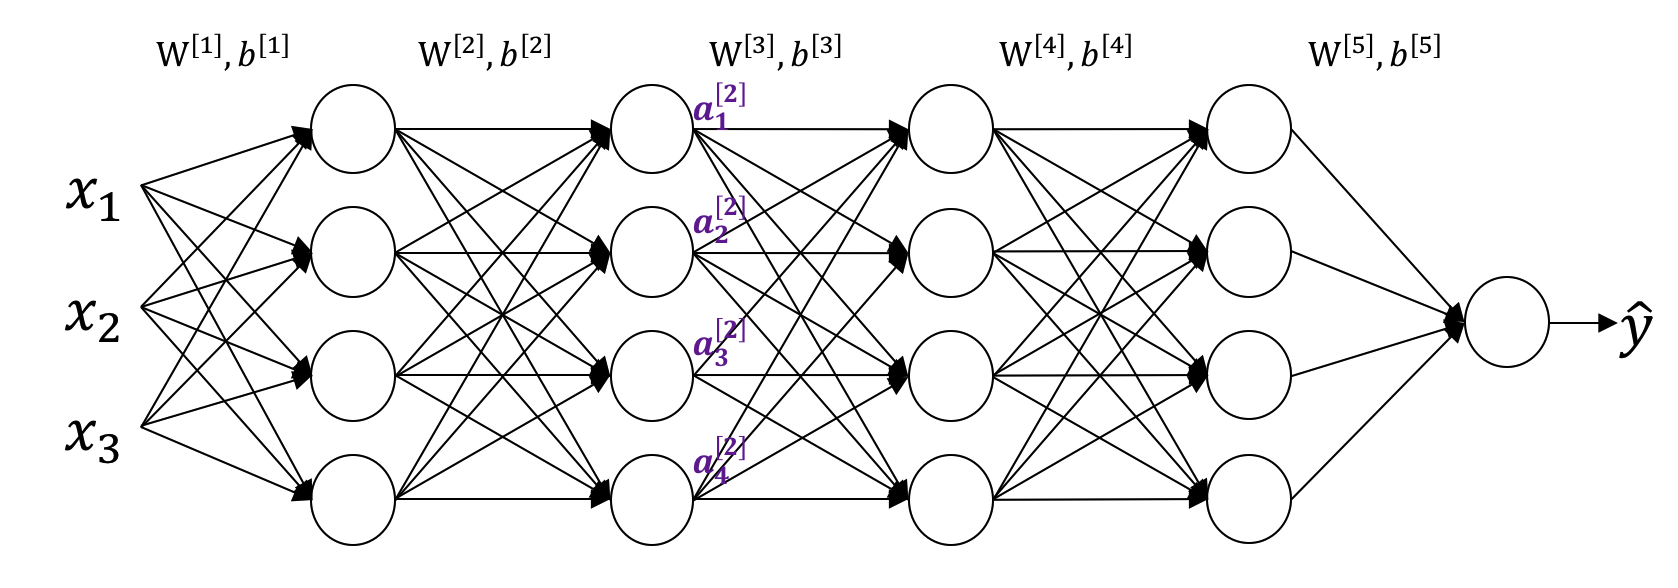 W^[1], b^[1]
W^[2], b^[2]
W^[3], b^[3]
W^[4], b^[4]
W^[5], b^[5]
a_1^[2]
x_1
a_2^[2]
x_2
ŷ
a_3^[2]
x_3
a_4^[2]